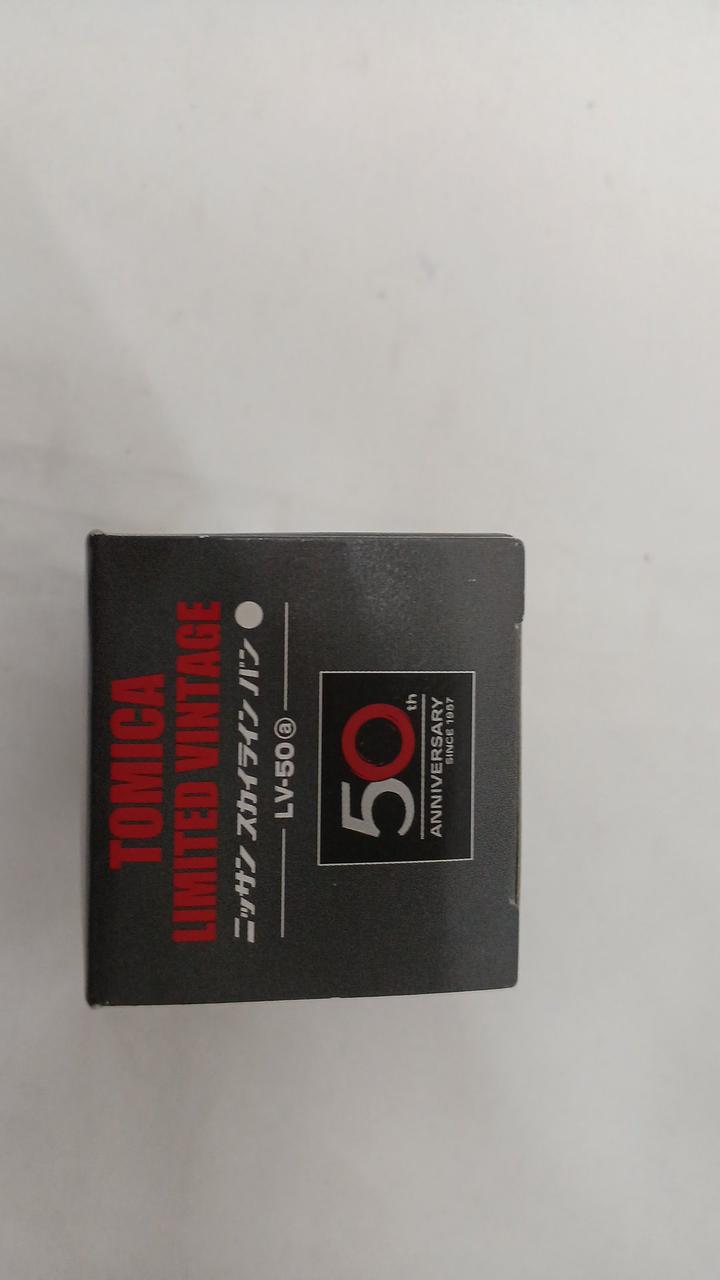 TOMICA
LIMITED VINTAGE
ニッサン スカイライン バン
LV-50ⓐ
50th
ANNIVERSARY
SINCE 1957